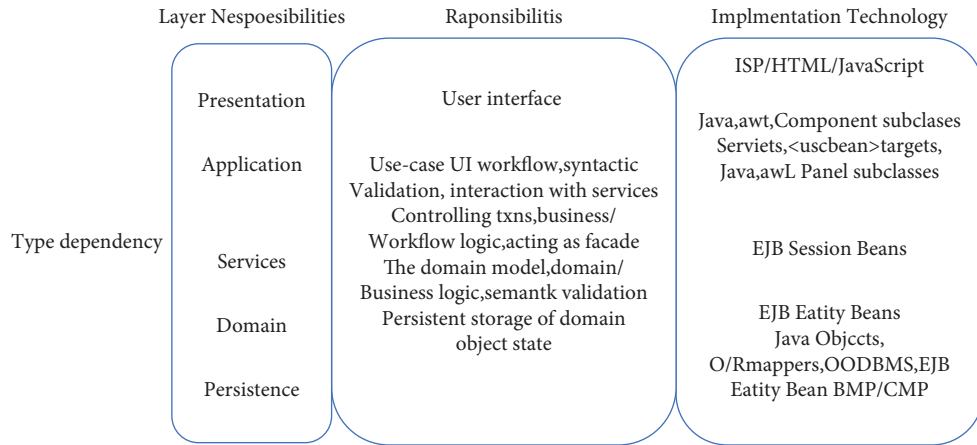 Layer Nespoesibilities
Raponsibilitis
Implmentation Technology
Type dependency
Presentation
Application
Services
Domain
Persistence
User interface
Use-case UI workflow,syntactic
Validation, interaction with services
Controlling txns,business/
Workflow logic,acting as facade
The domain model,domain/
Business logic,semantk validation
Persistent storage of domain
object state
ISP/HTML/JavaScript
Java,awt,Component subclases
Serviets,<uscbean>targets,
Java,awL Panel subclasses
EJB Session Beans
EJB Eatity Beans
Java Objccts,
O/Rmappers,OODBMS,EJB
Eatity Bean BMP/CMP